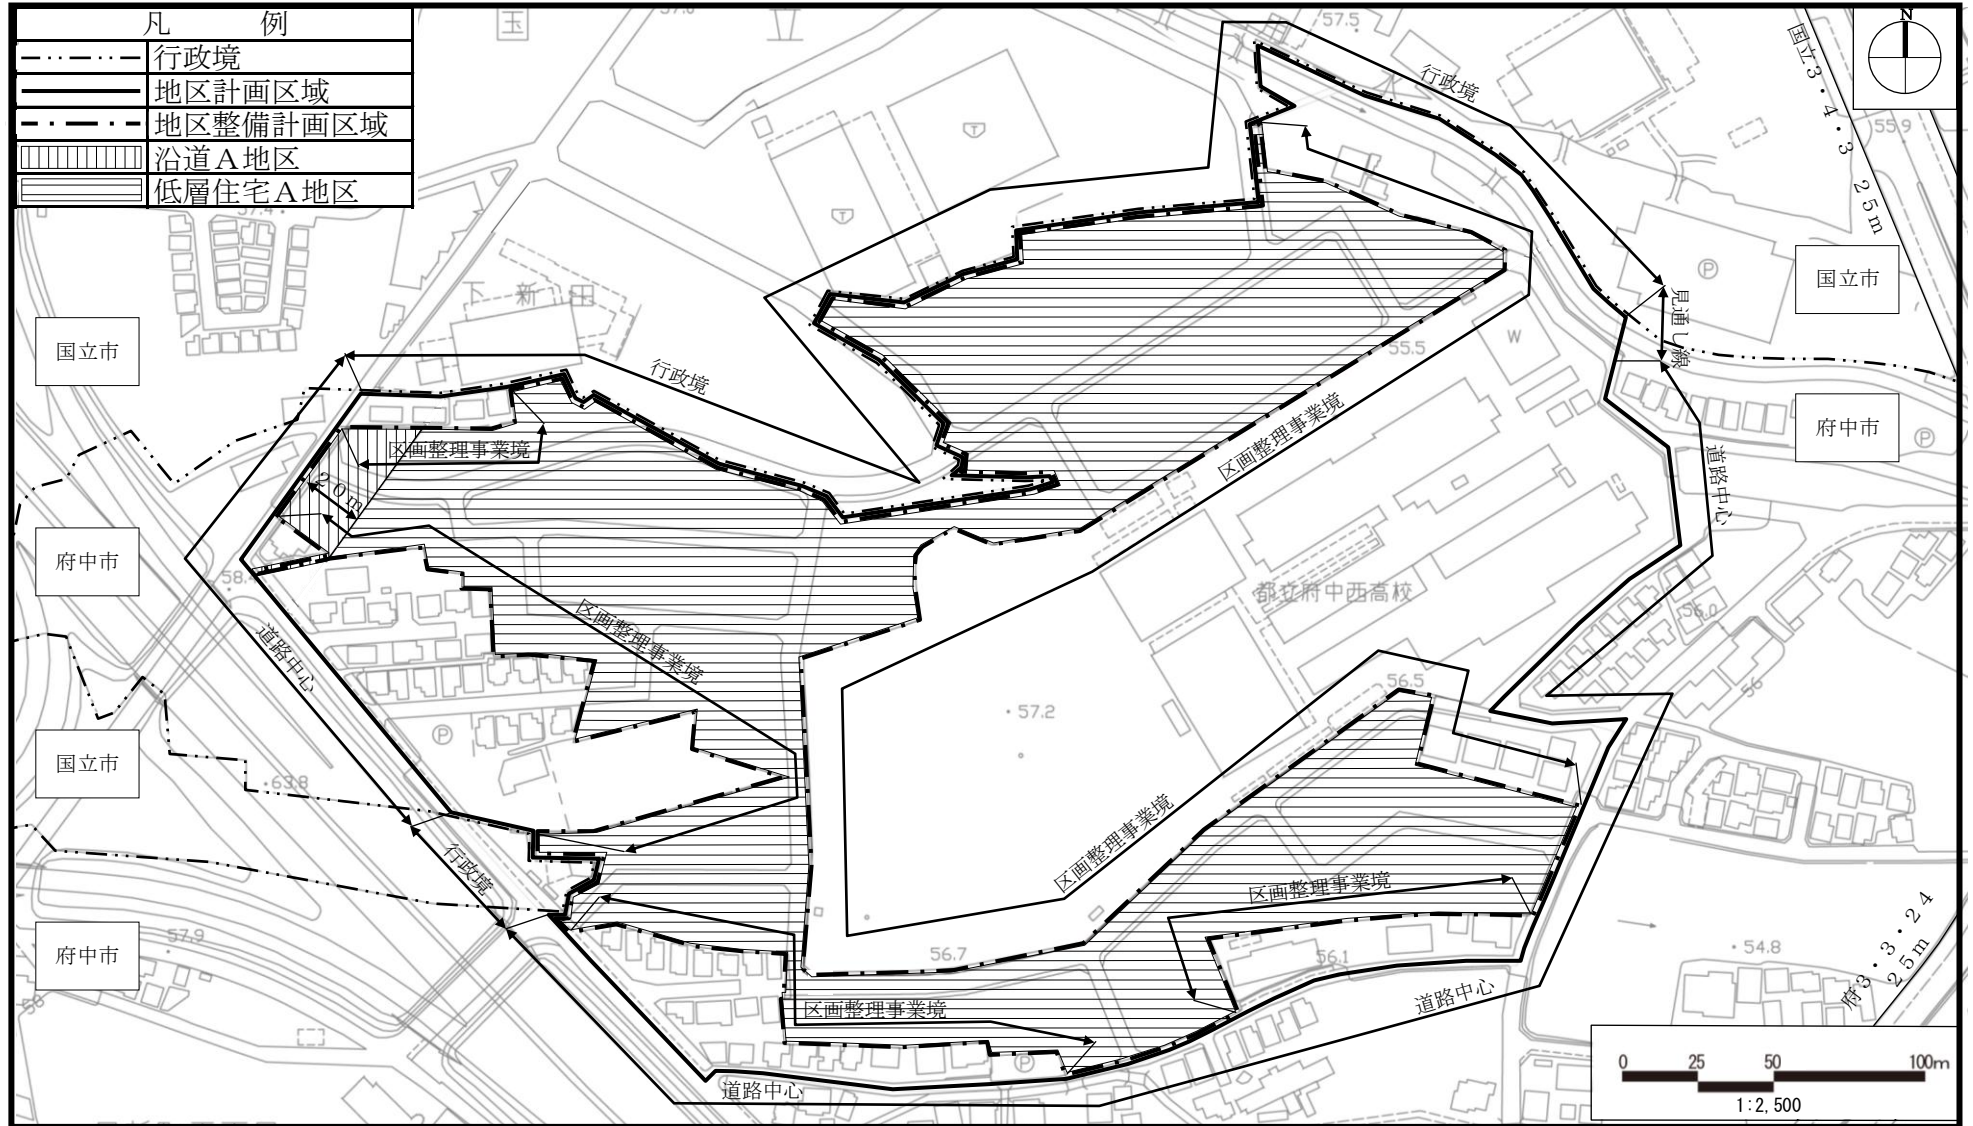 凡 例
行政境
地区計画区域
地区整備計画区域
沿道A地区
低層住宅A地区
玉
57.5
N
国立3・4・3 25m
55.9
行政境
57.4
下新田
国立市
国立市
府中市
見通し線
P
W
55.5
行政境
区画整理事業境
20m
区画整理事業境
道路中心
P
府中市
58.4
都立府中西高校
56.0
区画整理事業境
道路中心
57.2
56.5
56
P
国立市
63.8
区画整理事業境
行政境
区画整理事業境
府中市
57.9
56.7
56.1
54.8
府3・3・24 25m
区画整理事業境
道路中心
P
道路中心
0 25 50 100m
1:2,500